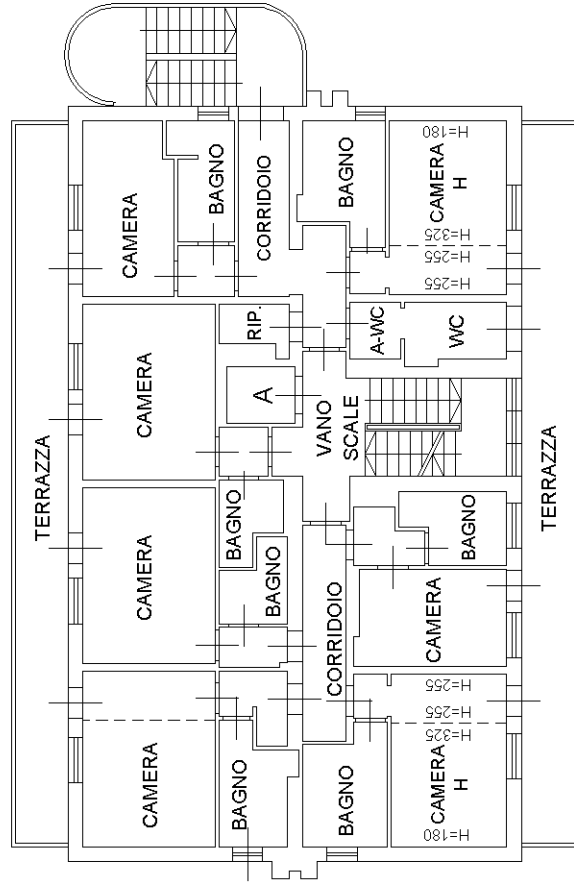 TERRAZZA
CAMERA
BAGNO
CORRIDOIO
BAGNO
CAMERA
H
H=180
H=325
H=255
H=255
CAMERA
RIP.
A-WC
WC
A
VANO
SCALE
TERRAZZA
CAMERA
BAGNO
BAGNO
CORRIDOIO
BAGNO
CAMERA
CAMERA
BAGNO
BAGNO
CAMERA
H
H=255
H=255
H=325
H=180